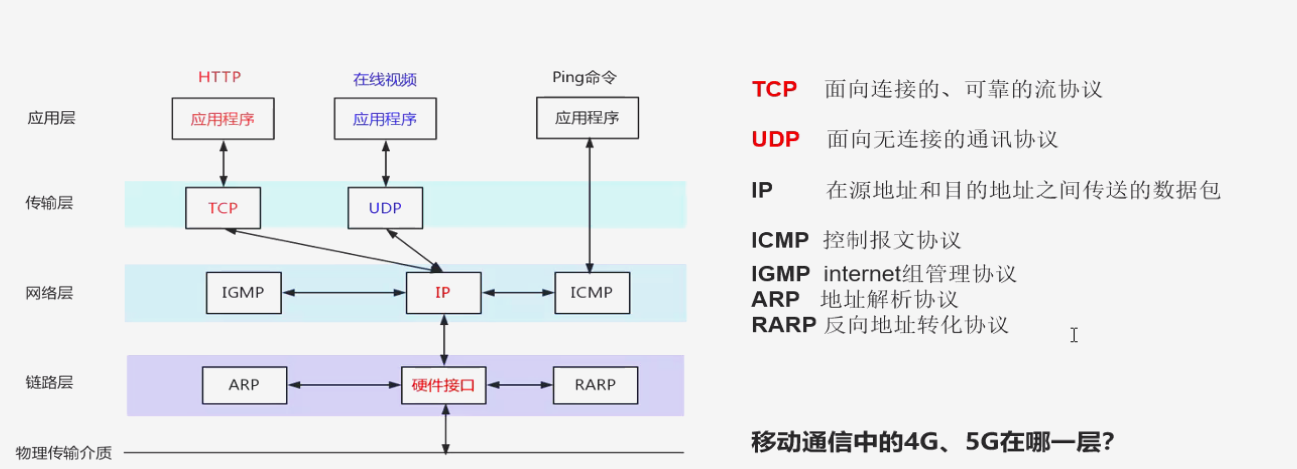 HTTP 在线视频 Ping命令
应用层 应用程序 应用程序 应用程序
传输层 TCP UDP
网络层 IGMP IP ICMP
链路层 ARP 硬件接口 RARP
物理传输介质
TCP 面向连接的、可靠的流协议
UDP 面向无连接的通讯协议
IP 在源地址和目的地址之间传送的数据包
ICMP 控制报文协议
IGMP internet组管理协议
ARP 地址解析协议
RARP 反向地址转化协议
移动通信中的4G、5G在哪一层?